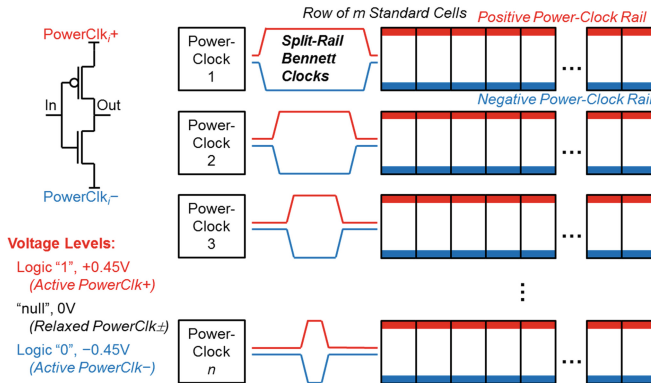 Row of m Standard Cells
PowerClkᵢ+
Positive Power-Clock Rail
Power-
Clock
1
Split-Rail
Bennett
Clocks
...
In
Out
Negative Power-Clock Rail
Power-
Clock
2
...
PowerClkᵢ−
Power-
Clock
3
...
Voltage Levels:
Logic “1”, +0.45V
(Active PowerClk+)
“null”, 0V
(Relaxed PowerClk±)
Logic “0”, −0.45V
(Active PowerClk−)
⋮
Power-
Clock
n
...